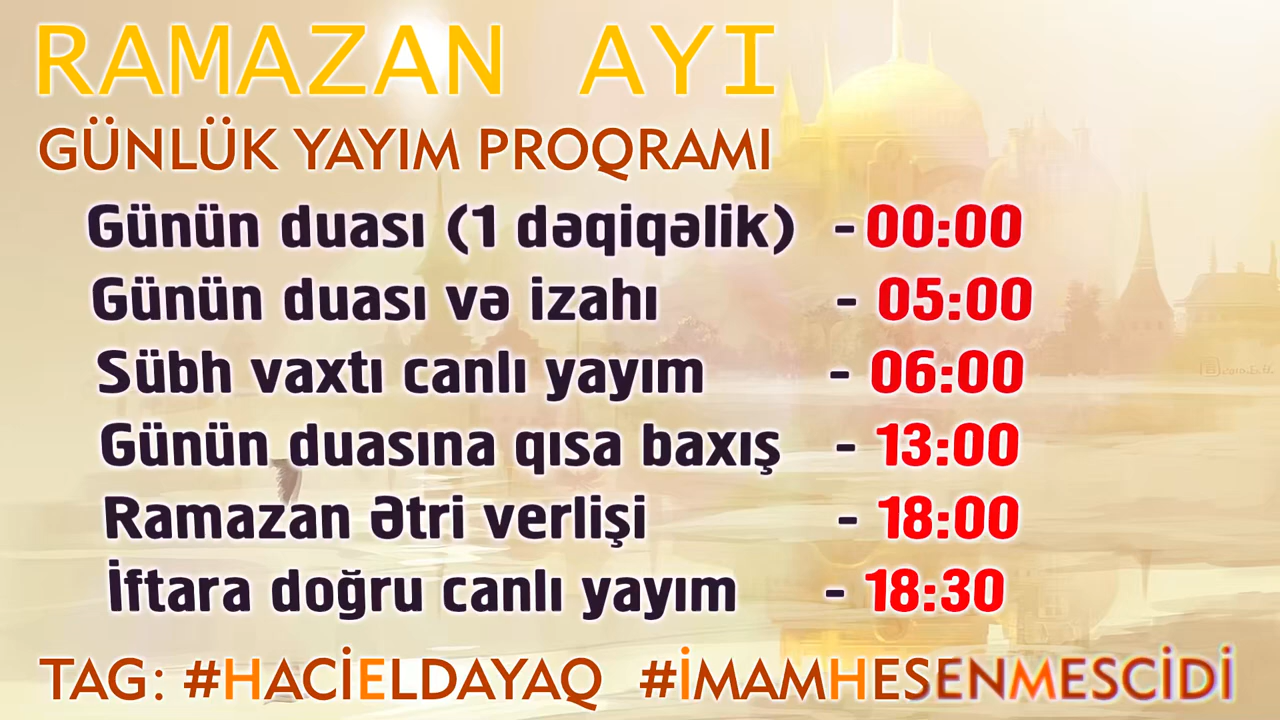 RAMAZAN AYI
GÜNLÜK YAYIM PROQRAMI
Günün duası (1 dəqiqəlik) - 00:00
Günün duası və izahı - 05:00
Sübh vaxtı canlı yayım - 06:00
Günün duasına qısa baxış - 13:00
Ramazan Ətri verlişi - 18:00
İftara doğru canlı yayım - 18:30
TAG: #HACİELDAYAQ #İMAMHESENMESCİDİ